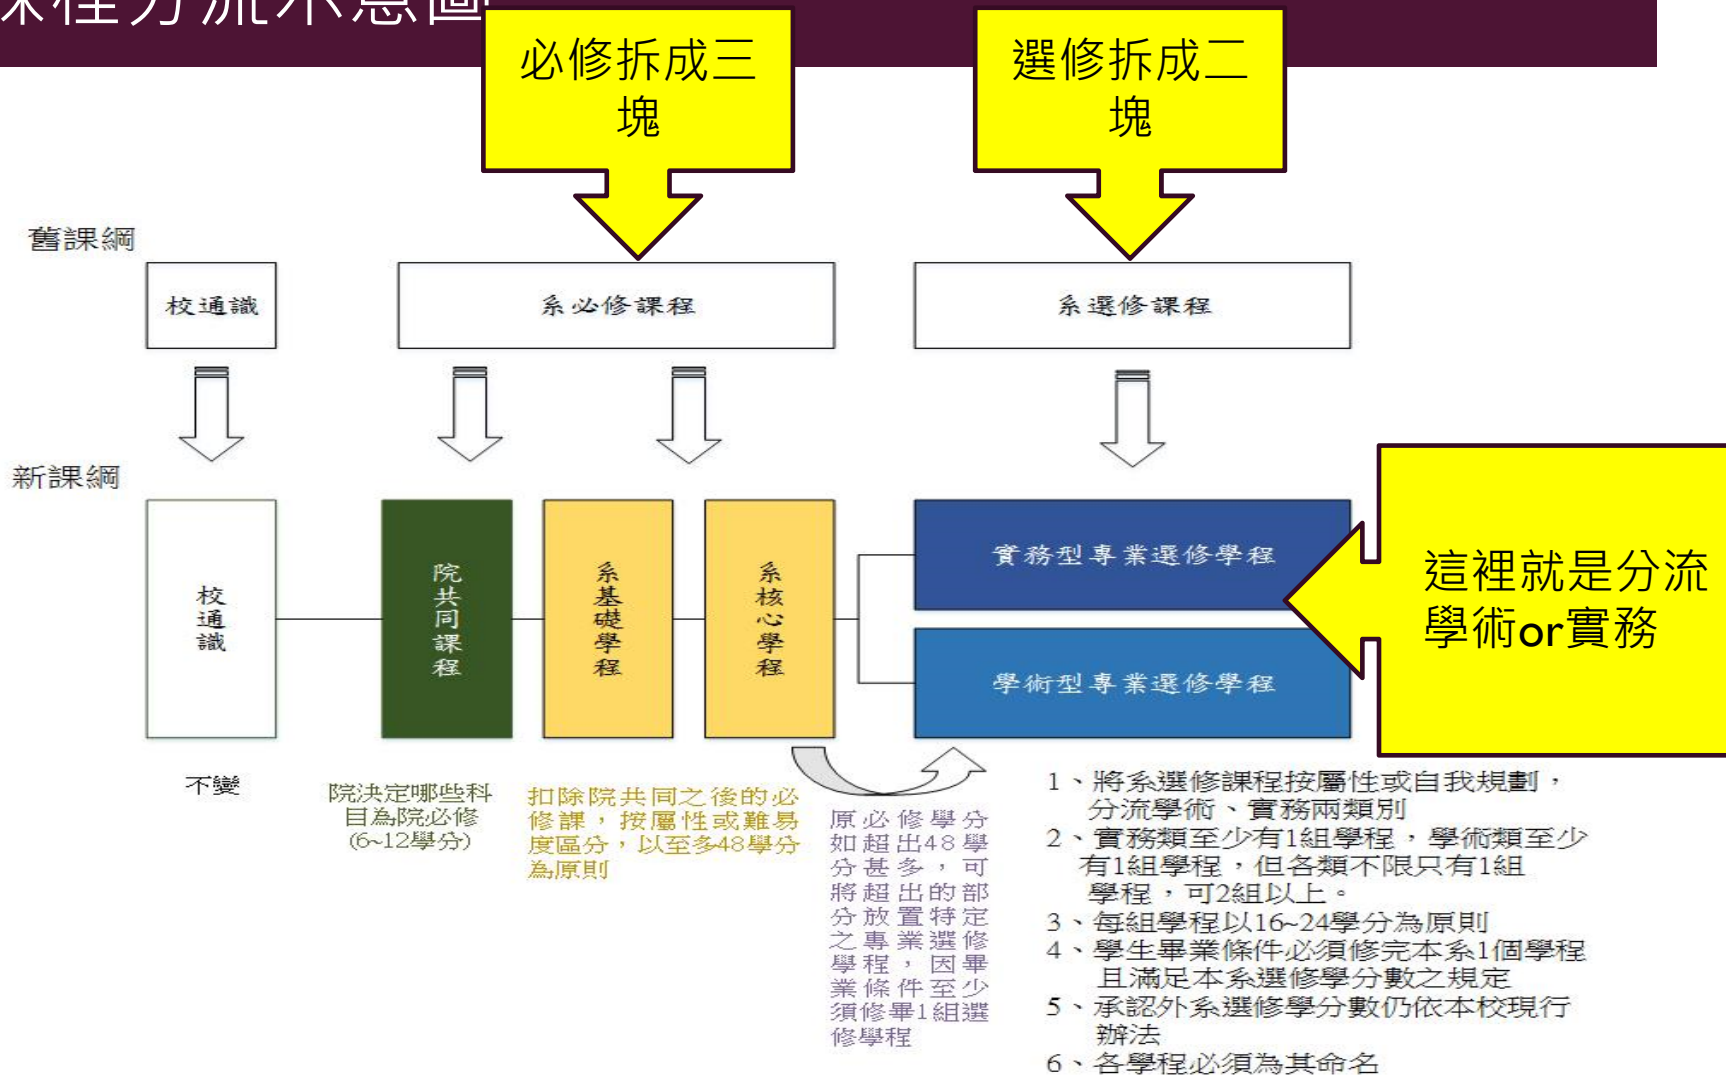 課程分流示意圖
必修拆成三
塊
選修拆成二
塊
舊課綱
校通識
系必修課程
系選修課程
新課綱
校通識
院共同課程
系基礎學程
系核心學程
實務型專業選修學程
學術型專業選修學程
這裡就是分流
學術or實務
不變
院決定哪些科
目為院必修
(6~12學分)
扣除院共同之後的必
修課，按屬性或難易
度區分，以至多48學分
為原則
原必修學分
如超出48學
分甚多，可
將超出的部
分放置特定
之專業選修
學程，因畢
業條件至少
須修畢1組選
修學程
1、將系選修課程按屬性或自我規劃，
分流學術、實務兩類別
2、實務類至少有1組學程，學術類至少
有1組學程，但各類不限只有1組
學程，可2組以上。
3、每組學程以16~24學分為原則
4、學生畢業條件必須修完本系1個學程
且滿足本系選修學分數之規定
5、承認外系選修學分數仍依本校現行
辦法
6、各學程必須為其命名